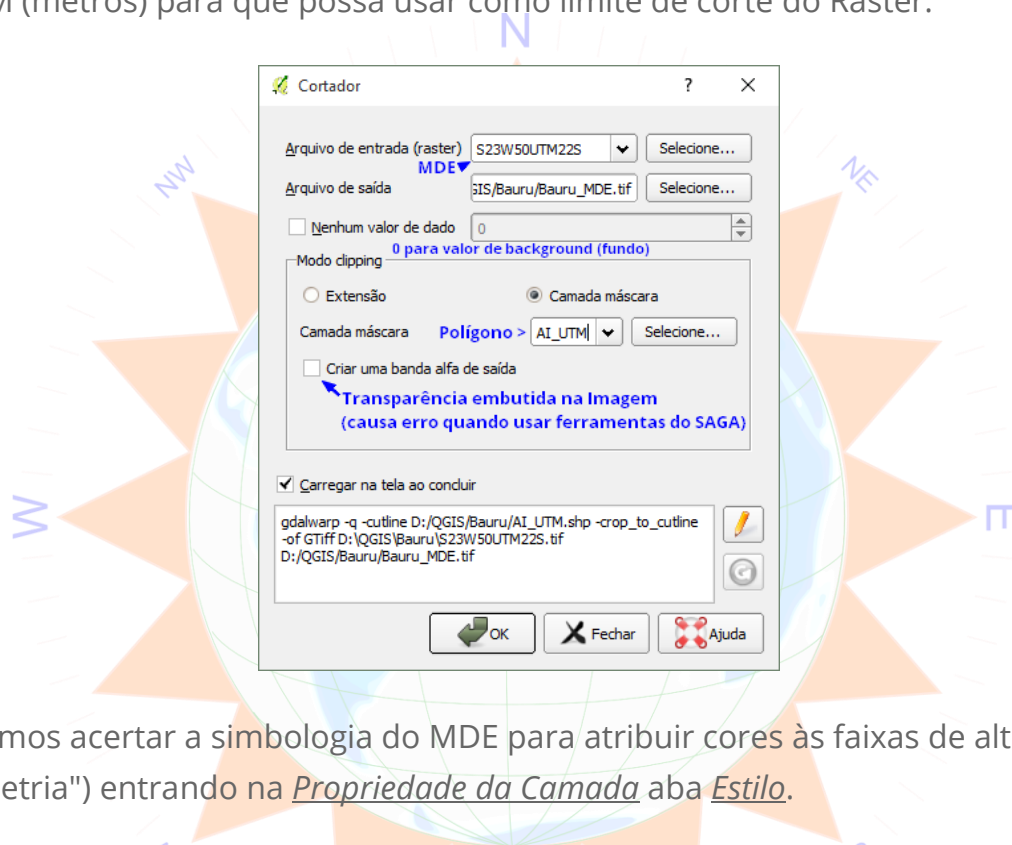 (metros) para que possa usar como limite de corte do Raster.
N
NW
NE
W
E
Cortador ? ×
Arquivo de entrada (raster) S23W50UTM22S Selecione...
MDE
Arquivo de saída GIS/Bauru/Bauru_MDE.tif Selecione...
Nenhum valor de dado 0
0 para valor de background (fundo)
Modo clipping
Extensão Camada máscara
Camada máscara Polígono > AI_UTM Selecione...
Criar uma banda alfa de saída
Transparência embutida na Imagem
(causa erro quando usar ferramentas do SAGA)
Carregar na tela ao concluir
gdalwarp -q -cutline D:/QGIS/Bauru/AI_UTM.shp -crop_to_cutline
-of GTiff D:\QGIS\Bauru\S23W50UTM22S.tif
D:/QGIS/Bauru/Bauru_MDE.tif
OK Fechar Ajuda
mos acertar a simbologia do MDE para atribuir cores às faixas de alt
etria") entrando na Propriedade da Camada aba Estilo.